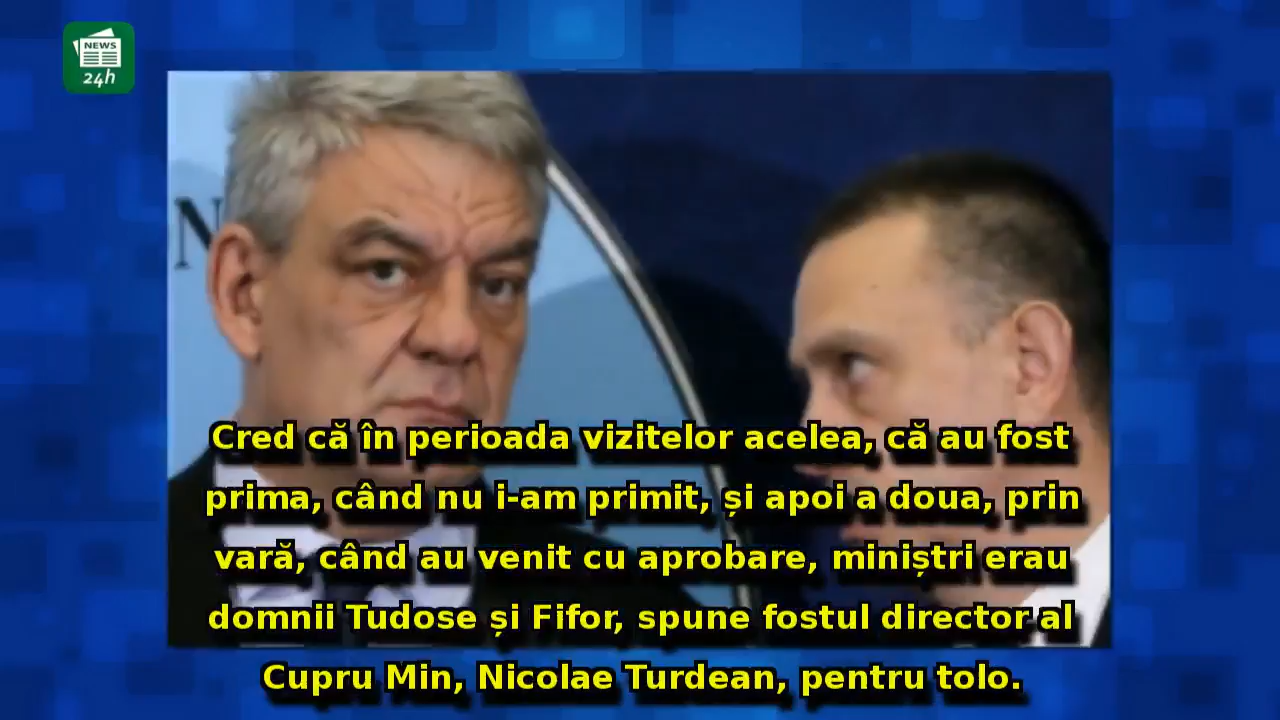 NEWS
24h
N
Cred că în perioada vizitelor acelea, că au fost
prima, când nu i-am primit, și apoi a doua, prin
vară, când au venit cu aprobare, miniștri erau
domnii Tudose și Fifor, spune fostul director al
Cupru Min, Nicolae Turdean, pentru tolo.